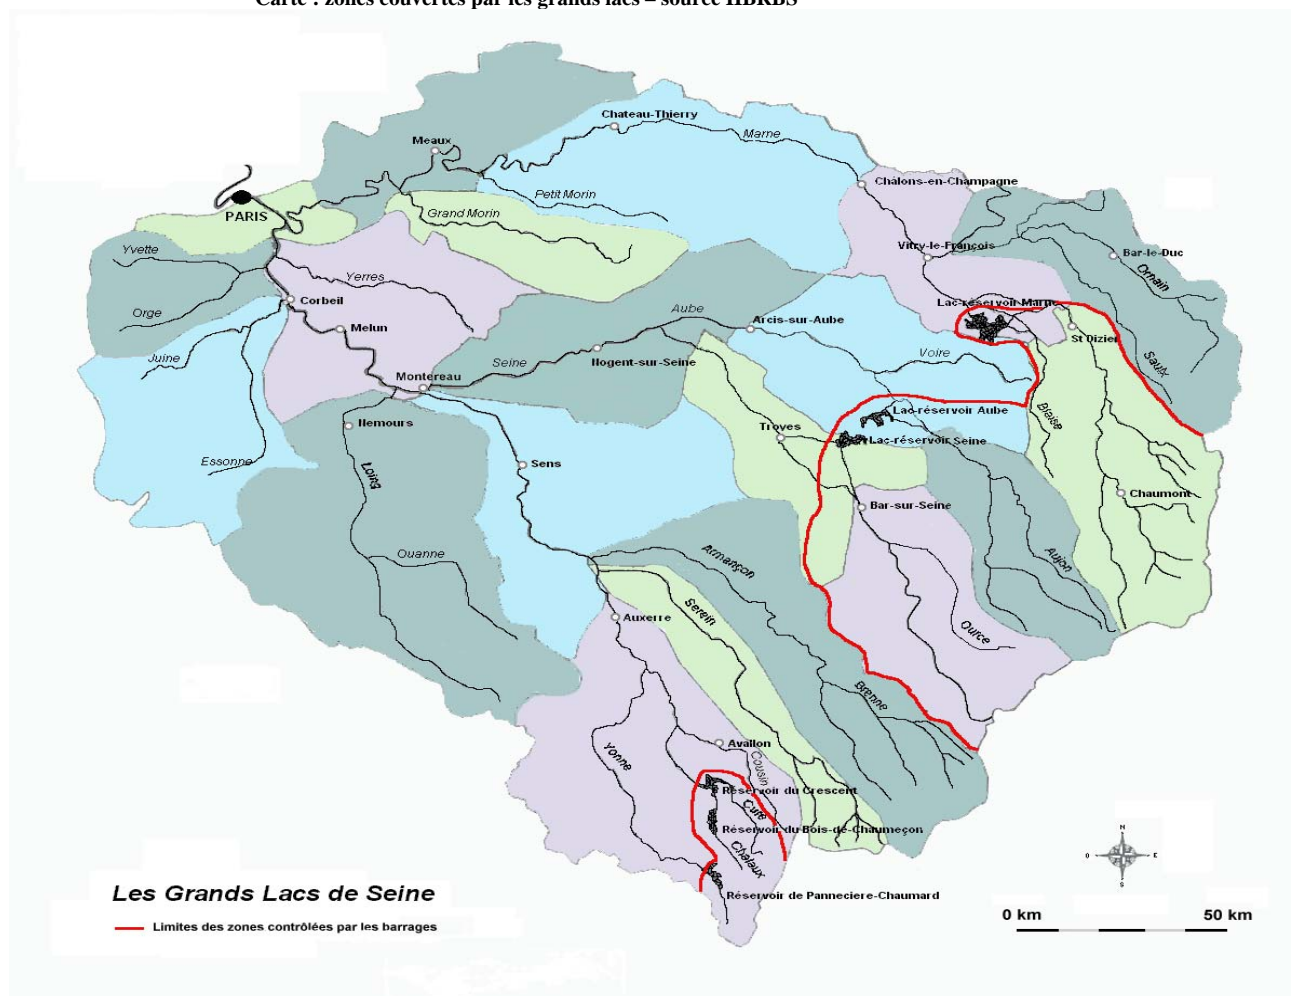 Carte : zones couvertes par les grands lacs – source IIBRBS
Chateau-Thierry
Marne
Meaux
Châlons-en-Champagne
Petit Morin
PARIS
Grand Morin
Yvette
Vitry-le-François
Bar-le-Duc
Ornain
Yerres
Corbeil
Lac-réservoir Marne
Orge
Aube
Arcis-sur-Aube
Melun
St Dizier
Juine
Seine
Nogent-sur-Seine
Voire
Saulx
Montereau
Nemours
Lac-réservoir Aube
Blaise
Troyes
Lac-réservoir Seine
Essonne
Loing
Sens
Chaumont
Bar-sur-Seine
Ouanne
Armançon
Aujon
Serein
Auxerre
Ource
Brenne
Yonne
Avallon
Cousin
Réservoir du Crescent
Cure
Réservoir du Bois-de-Chaumeçon
Chalaux
Réservoir de Panneciere-Chaumard
N
O
E
S
Les Grands Lacs de Seine
Limites des zones contrôlées par les barrages
0 km
50 km